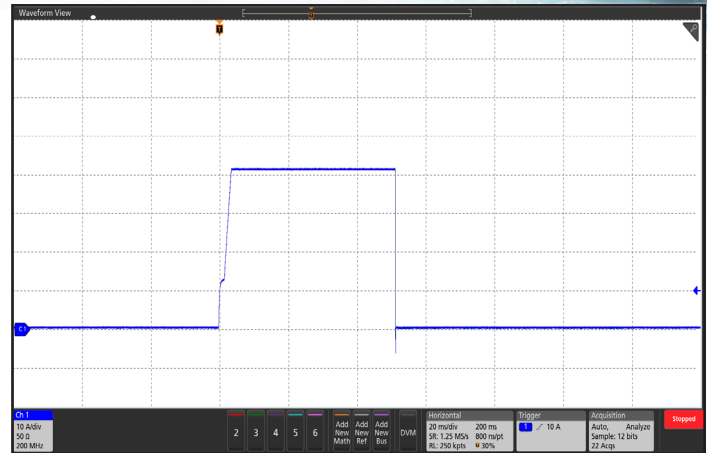 Waveform View
T
C1
Ch 1
10 A/div
50 Ω
200 MHz
2
3
4
5
6
Add
New
Math
Add
New
Ref
Add
New
Bus
DVM
Horizontal
20 ms/div 200 ms
SR: 1.25 MS/s 800 ns/pt
RL: 250 kpts 30%
Trigger
1 10 A
Acquisition
Auto, Analyze
Sample: 12 bits
22 Acqs
Stopped